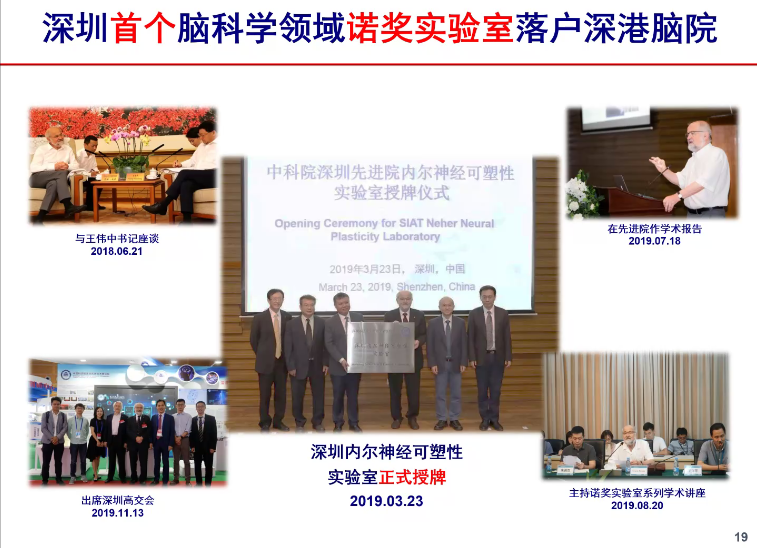 深圳首个脑科学领域诺奖实验室落户深港脑院
与王伟中书记座谈
2018.06.21
中科院深圳先进院内尔神经可塑性
实验室授牌仪式
Opening Ceremony for SIAT Neher Neural
Plasticity Laboratory
2019年3月23日，深圳，中国
March 23, 2019, Shenzhen, China
在先进院作学术报告
2019.07.18
出席深圳高交会
2019.11.13
深圳内尔神经可塑性
实验室正式授牌
2019.03.23
主持诺奖实验室系列学术讲座
2019.08.20
19